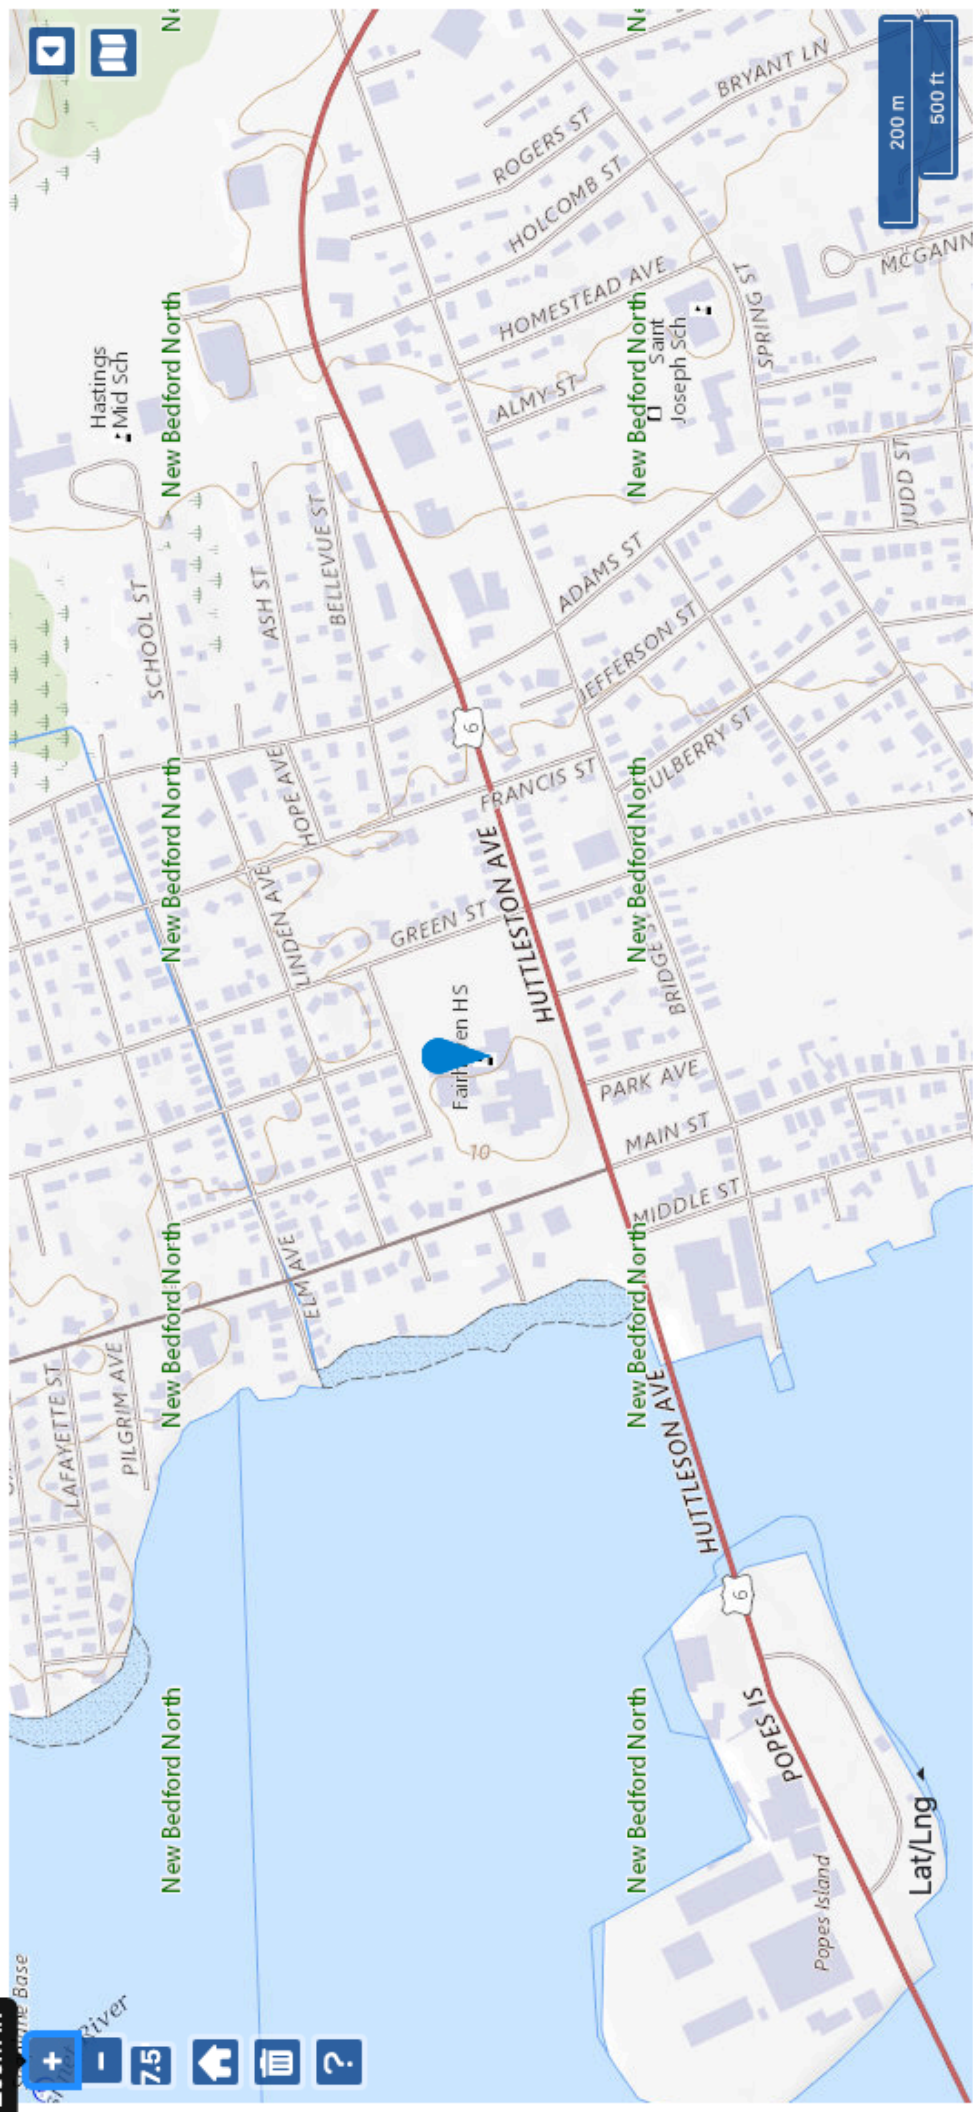 Hastings
Mid Sch
New Bedford North
New Bedford North
New Bedford North
New Bedford North
New Bedford North
New Bedford North
New Bedford North
New Bedford North
Ne
Ne
BRYANT LN
ROGERS ST
HOLCOMB ST
HOMESTEAD AVE
ALMY ST
Saint
Joseph Sch
SPRING ST
MCGANN
JUDD ST
200 m
500 ft
SCHOOL ST
ASH ST
BELLEVUE ST
ADAMS ST
JEFFERSON ST
MULBERRY ST
FRANCIS ST
6
HOPE AVE
LINDEN AVE
GREEN ST
HUTTLESTON AVE
BRIDGE S
PARK AVE
MAIN ST
MIDDLE ST
10
ELM AVE
LAFAYETTE ST
PILGRIM AVE
HUTTLESON AVE
6
POPES IS
Popes Island
Lat/Lng
Base
River
+
−
7.5
?